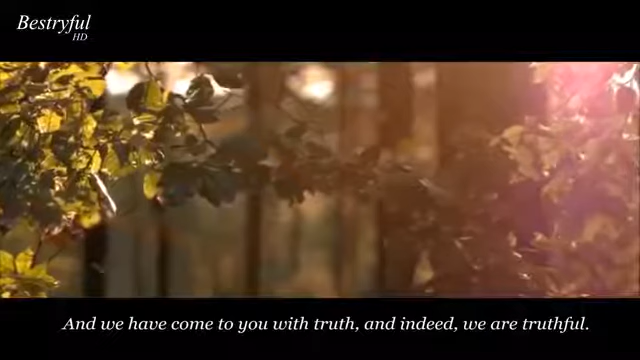 Bestryful
HD
And we have come to you with truth, and indeed, we are truthful.